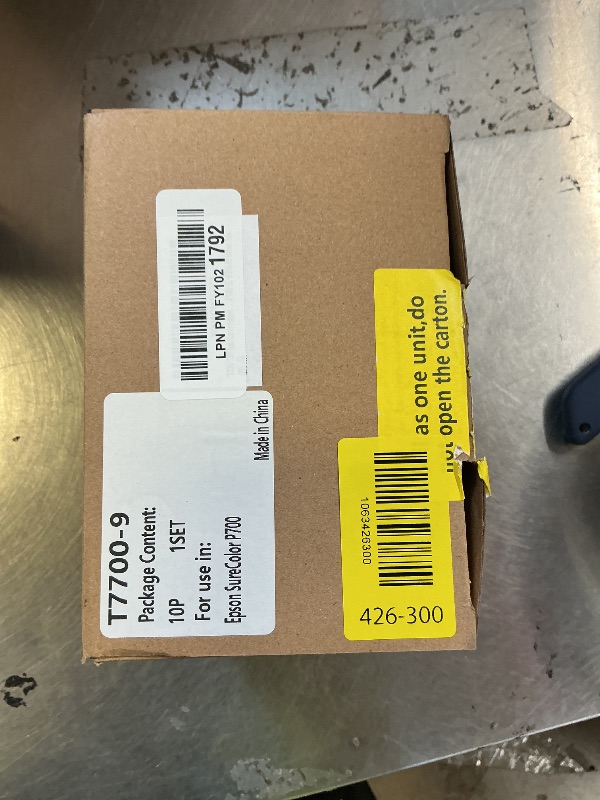 T7700-9
Package Content:
10P 1SET
For use in:
Epson SureColor P700
Made in China
LPN PM FY102 1792
as one unit,do
not open the carton.
1063426300
426-300